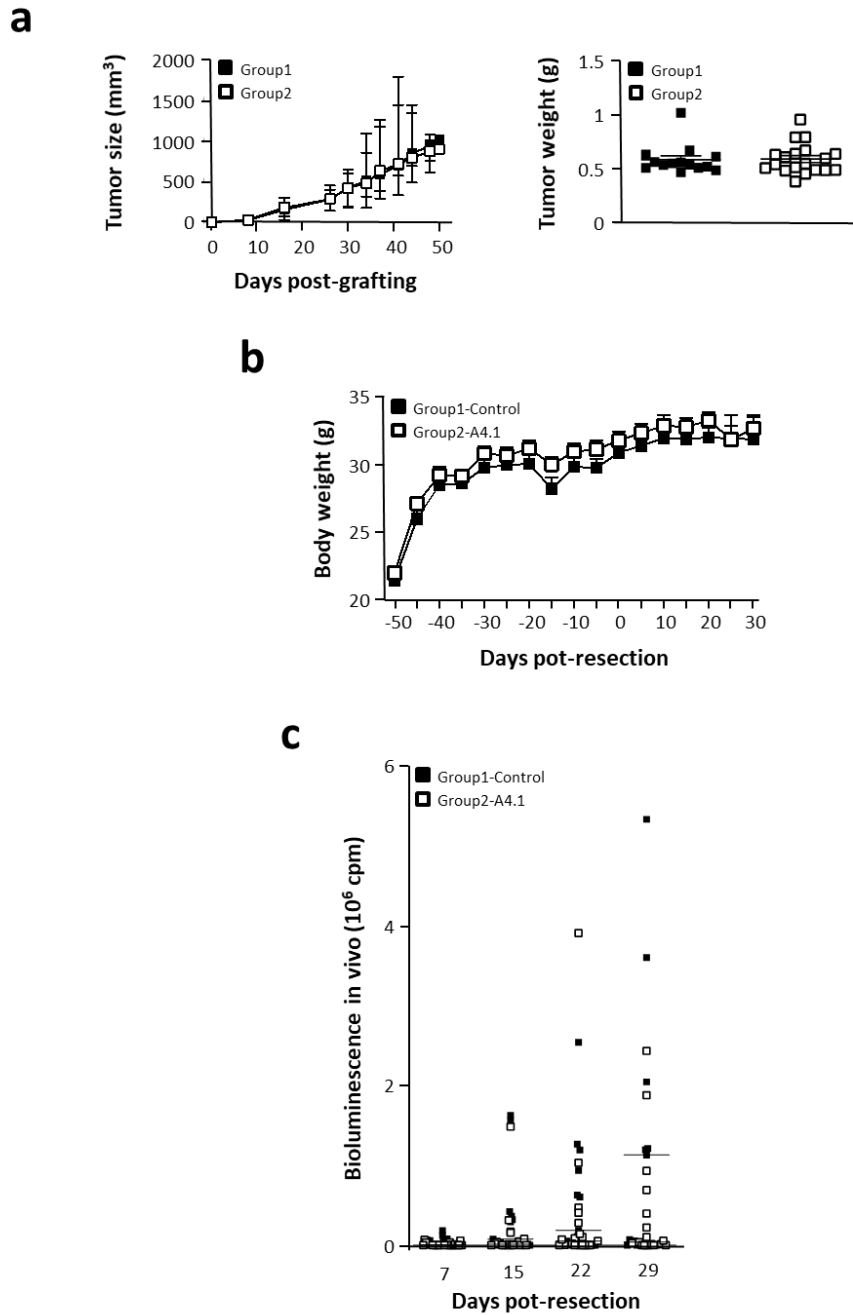 a
Tumor size (mm³)
2000
1500
1000
500
0
Group1
Group2
0 10 20 30 40 50
Days post-grafting
Tumor weight (g)
1.5
1
0.5
0
Group1
Group2
b
Body weight (g)
35
30
25
20
Group1-Control
Group2-A4.1
-50 -40 -30 -20 -10 0 10 20 30
Days pot-resection
c
Bioluminescence in vivo (10⁶ cpm)
6
4
2
0
Group1-Control
Group2-A4.1
7 15 22 29
Days pot-resection